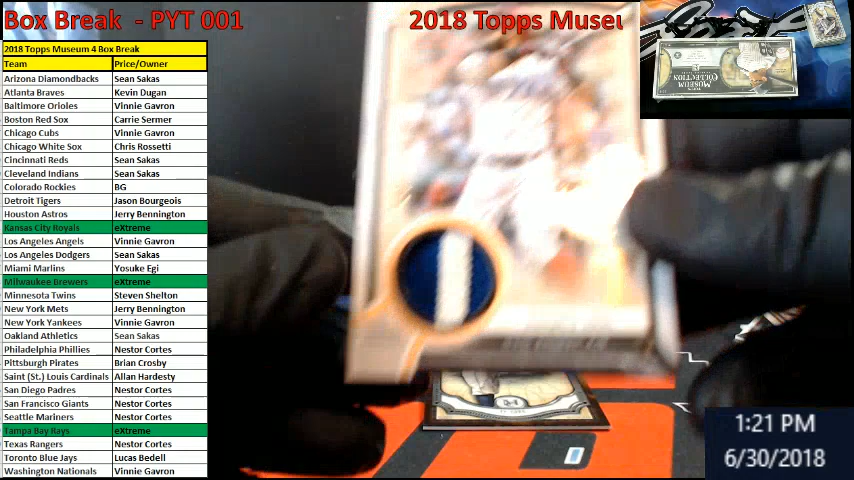 Box Break - PYT 001
2018 Topps Museu
2018 Topps Museum 4 Box Break
Team Price/Owner
Arizona Diamondbacks Sean Sakas
Atlanta Braves Kevin Dugan
Baltimore Orioles Vinnie Gavron
Boston Red Sox Carrie Sermer
Chicago Cubs Vinnie Gavron
Chicago White Sox Chris Rossetti
Cincinnati Reds Sean Sakas
Cleveland Indians Sean Sakas
Colorado Rockies BG
Detroit Tigers Jason Bourgeois
Houston Astros Jerry Bennington
Kansas City Royals eXtreme
Los Angeles Angels Vinnie Gavron
Los Angeles Dodgers Sean Sakas
Miami Marlins Yosuke Egi
Milwaukee Brewers eXtreme
Minnesota Twins Steven Shelton
New York Mets Jerry Bennington
New York Yankees Vinnie Gavron
Oakland Athletics Sean Sakas
Philadelphia Phillies Nestor Cortes
Pittsburgh Pirates Brian Crosby
Saint (St.) Louis Cardinals Allan Hardesty
San Diego Padres Nestor Cortes
San Francisco Giants Nestor Cortes
Seattle Mariners Nestor Cortes
Tampa Bay Rays eXtreme
Texas Rangers Nestor Cortes
Toronto Blue Jays Lucas Bedell
Washington Nationals Vinnie Gavron
MUSEUM
COLLECTION
1:21 PM
6/30/2018